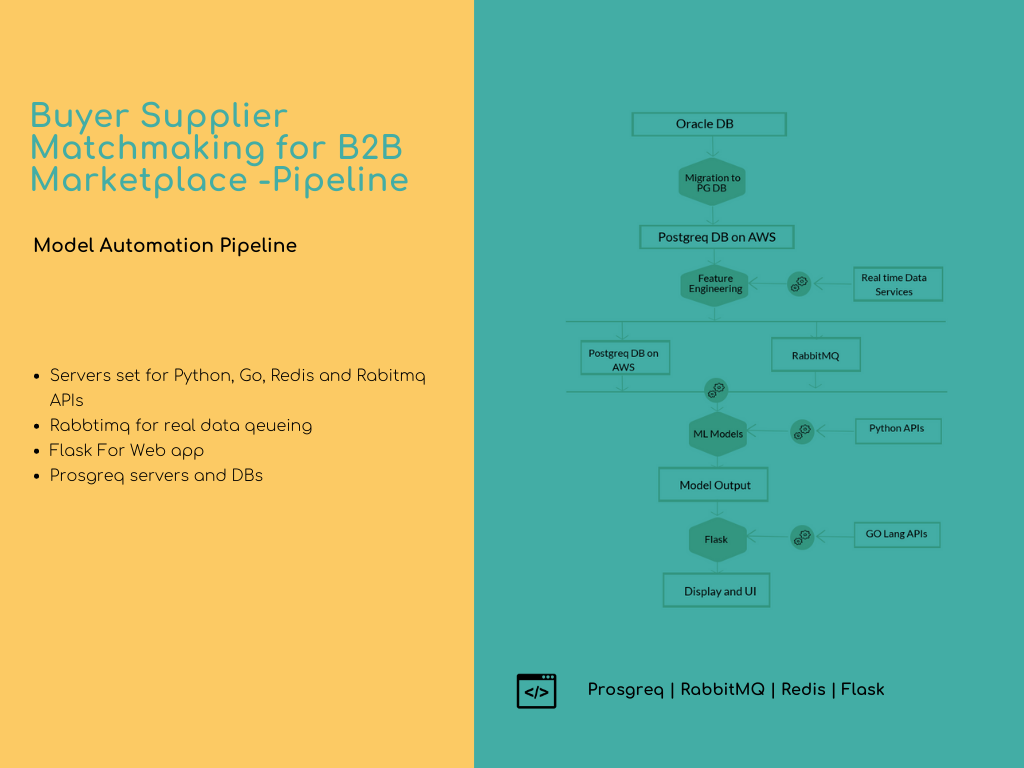 Buyer Supplier
Matchmaking for B2B
Marketplace -Pipeline
Model Automation Pipeline
• Servers set for Python, Go, Redis and Rabitmq
APIs
• Rabbtimq for real data qeueing
• Flask For Web app
• Prosgreq servers and DBs
Oracle DB
Migration to
PG DB
Postgreq DB on AWS
Feature
Engineering
Real time Data
Services
Postgreq DB on
AWS
RabbitMQ
ML Models
Python APIs
Model Output
Flask
GO Lang APIs
Display and UI
</>
Prosgreq | RabbitMQ | Redis | Flask